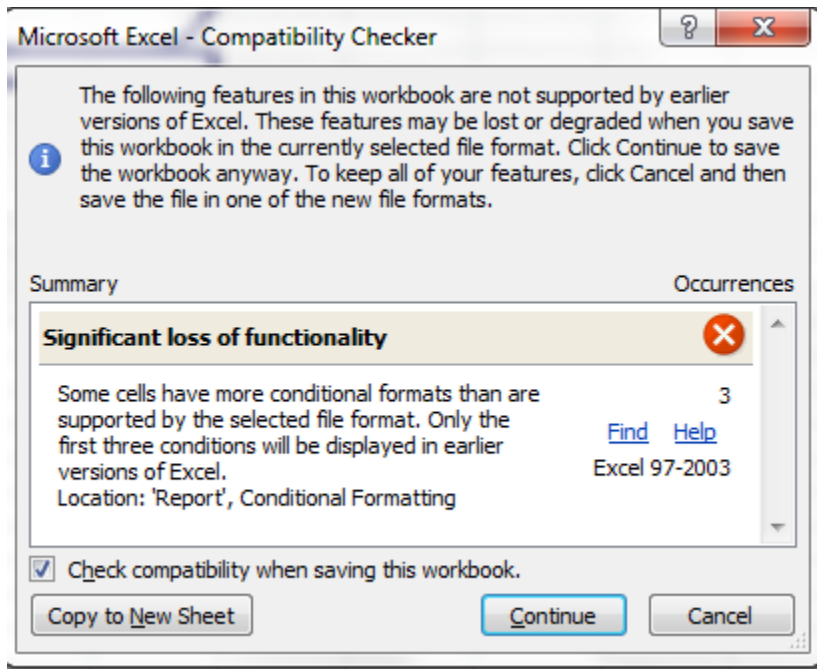 Microsoft Excel - Compatibility Checker
The following features in this workbook are not supported by earlier
versions of Excel. These features may be lost or degraded when you save
this workbook in the currently selected file format. Click Continue to save
the workbook anyway. To keep all of your features, click Cancel and then
save the file in one of the new file formats.
Summary Occurrences
Significant loss of functionality
Some cells have more conditional formats than are 3
supported by the selected file format. Only the
first three conditions will be displayed in earlier Find Help
versions of Excel. Excel 97-2003
Location: 'Report', Conditional Formatting
Check compatibility when saving this workbook.
Copy to New Sheet Continue Cancel